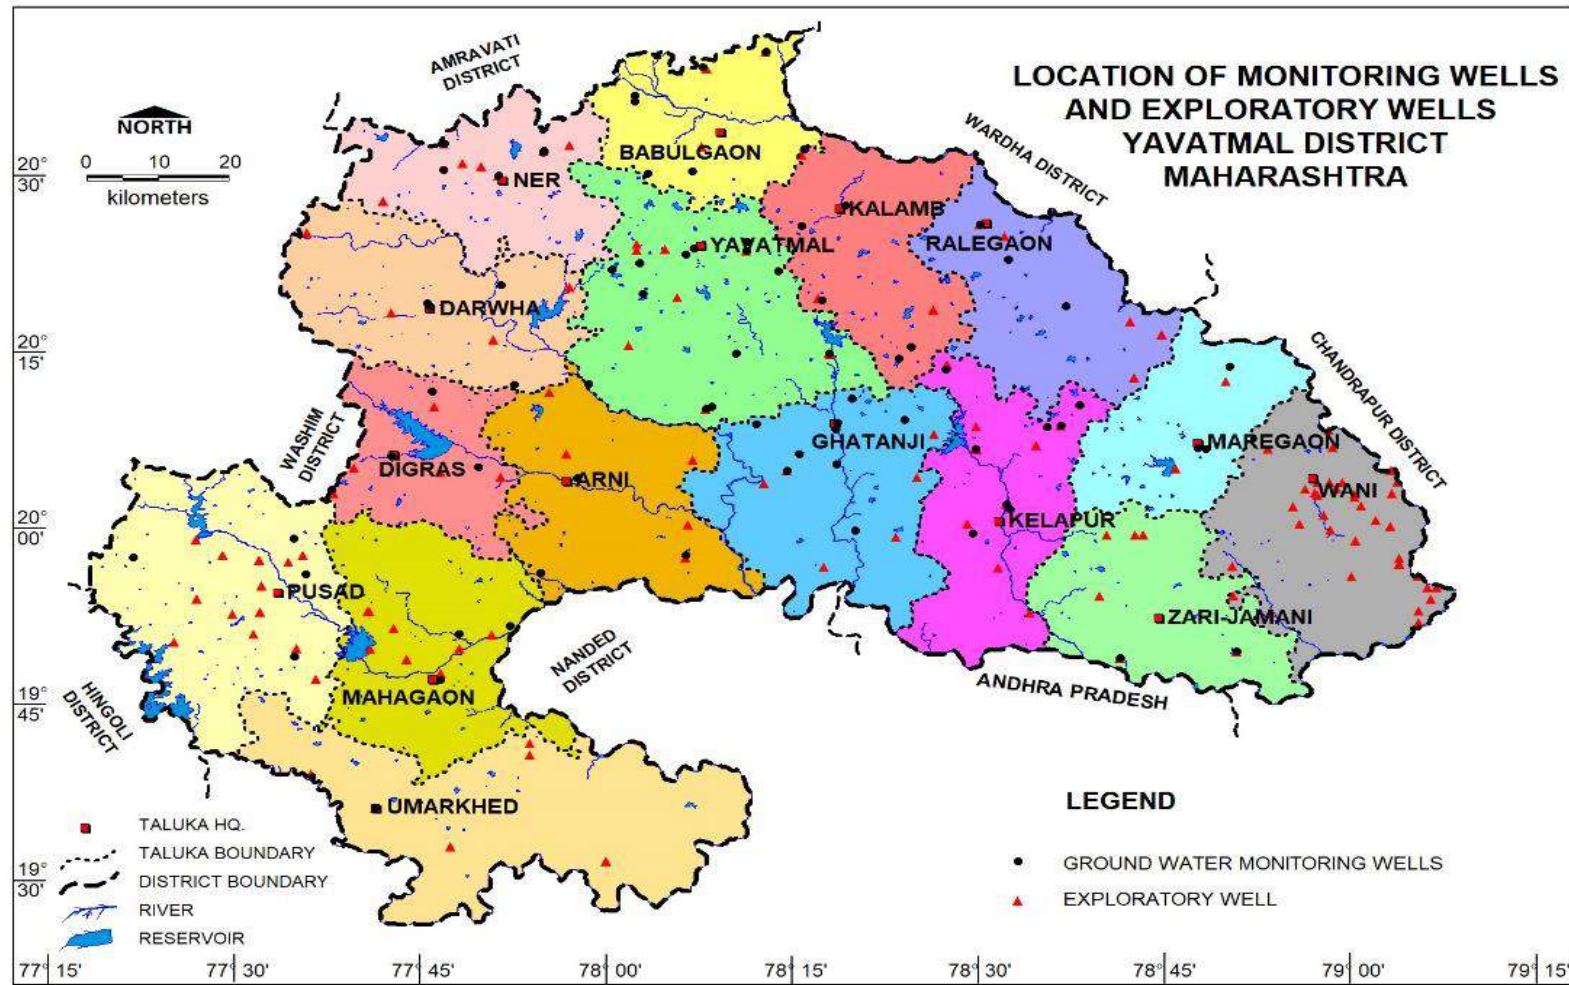 LOCATION OF MONITORING WELLS
AND EXPLORATORY WELLS
YAVATMAL DISTRICT
MAHARASHTRA
AMRAVATI
DISTRICT
NORTH
0 10 20
kilometers
WARDHA DISTRICT
20°
30'
BABULGAON
NER
KALAMB
RALEGAON
YAVATMAL
DARWHA
20°
15'
CHANDRAPUR DISTRICT
WASHIM
DISTRICT
DIGRAS
ARNI
GHATANJI
MAREGAON
WANI
KELAPUR
20°
00'
PUSAD
ZARI-JAMANI
NANDED
DISTRICT
MAHAGAON
ANDHRA PRADESH
HINGOLI
DISTRICT
19°
45'
UMARKHED
LEGEND
TALUKA HQ.
TALUKA BOUNDARY
DISTRICT BOUNDARY
RIVER
RESERVOIR
GROUND WATER MONITORING WELLS
EXPLORATORY WELL
19°
30'
77° 15' 77° 30' 77° 45' 78° 00' 78° 15' 78° 30' 78° 45' 79° 00' 79° 15'